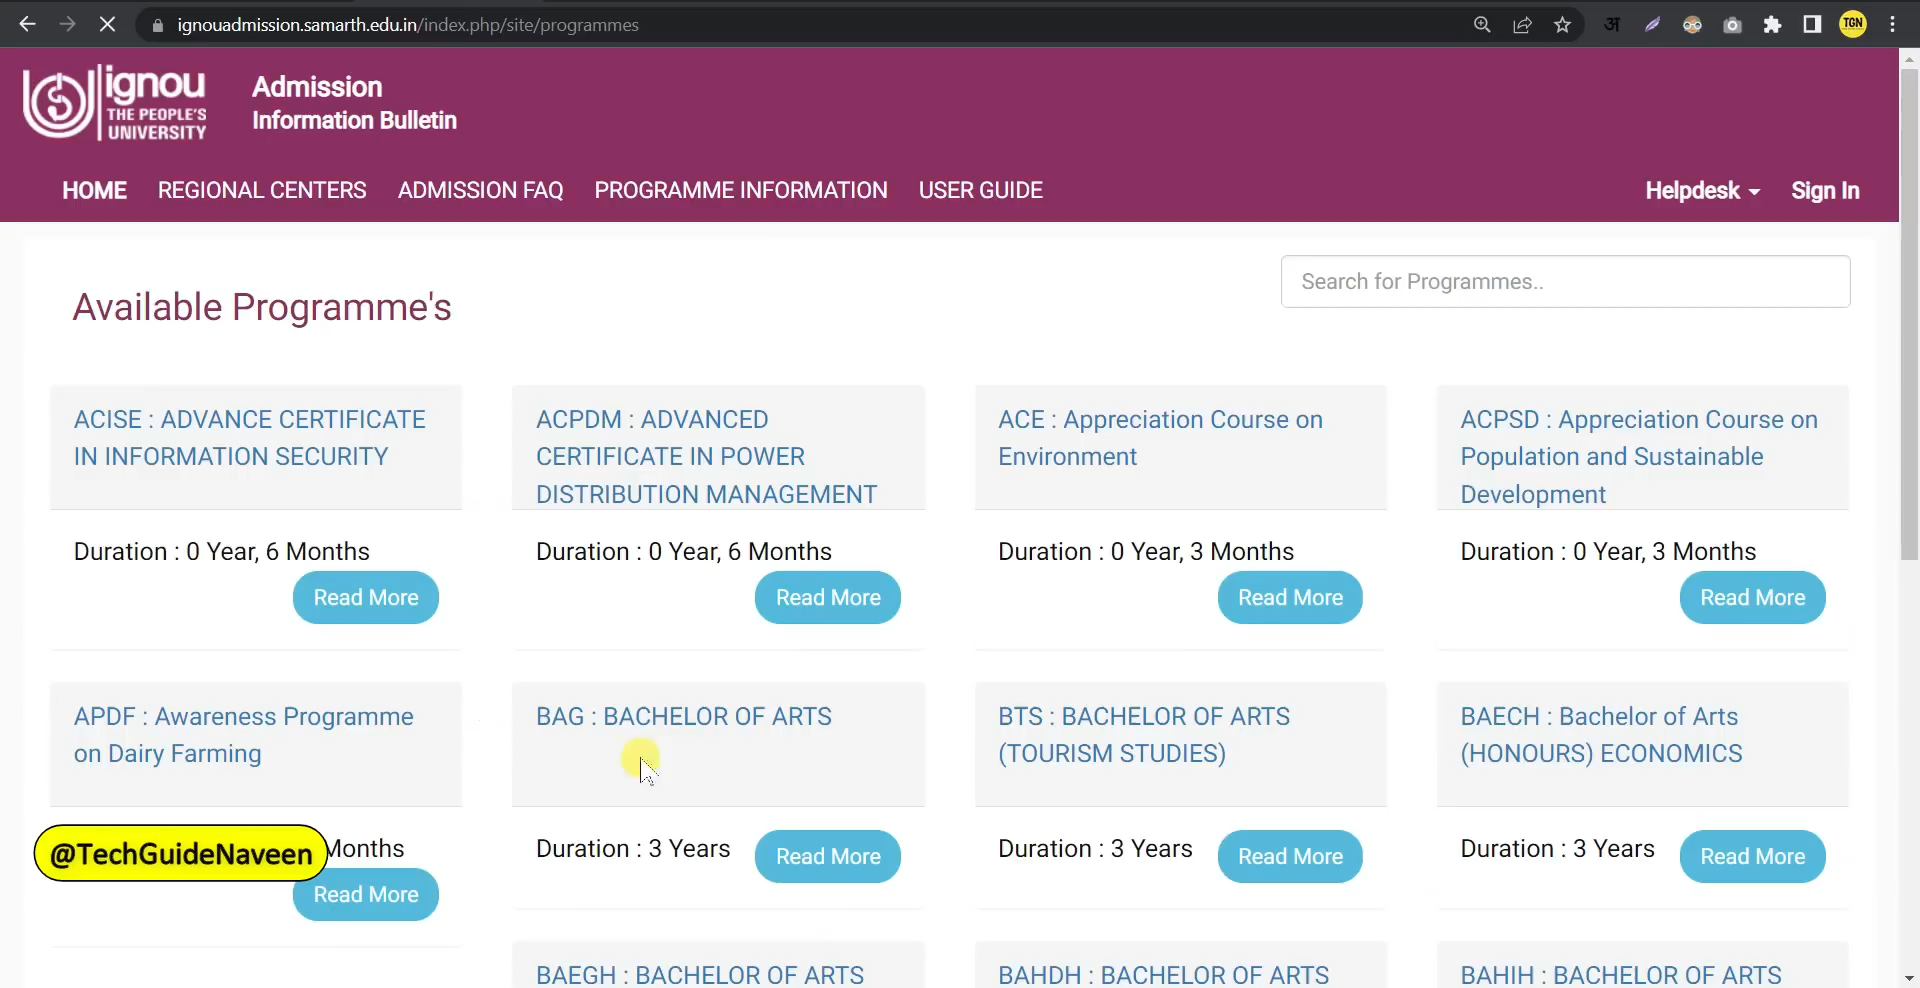 ignouadmission.samarth.edu.in/index.php/site/programmes
अ
TGN
ignou
THE PEOPLE'S
UNIVERSITY
Admission
Information Bulletin
HOME REGIONAL CENTERS ADMISSION FAQ PROGRAMME INFORMATION USER GUIDE Helpdesk Sign In
Search for Programmes..
Available Programme's
ACISE : ADVANCE CERTIFICATE
IN INFORMATION SECURITY
Duration : 0 Year, 6 Months
Read More
ACPDM : ADVANCED
CERTIFICATE IN POWER
DISTRIBUTION MANAGEMENT
Duration : 0 Year, 6 Months
Read More
ACE : Appreciation Course on
Environment
Duration : 0 Year, 3 Months
Read More
ACPSD : Appreciation Course on
Population and Sustainable
Development
Duration : 0 Year, 3 Months
Read More
APDF : Awareness Programme
on Dairy Farming
@TechGuideNaveen
Months
Read More
BAG : BACHELOR OF ARTS
Duration : 3 Years
Read More
BTS : BACHELOR OF ARTS
(TOURISM STUDIES)
Duration : 3 Years
Read More
BAECH : Bachelor of Arts
(HONOURS) ECONOMICS
Duration : 3 Years
Read More
BAEGH : BACHELOR OF ARTS
BAHDH : BACHELOR OF ARTS
BAHIH : BACHELOR OF ARTS